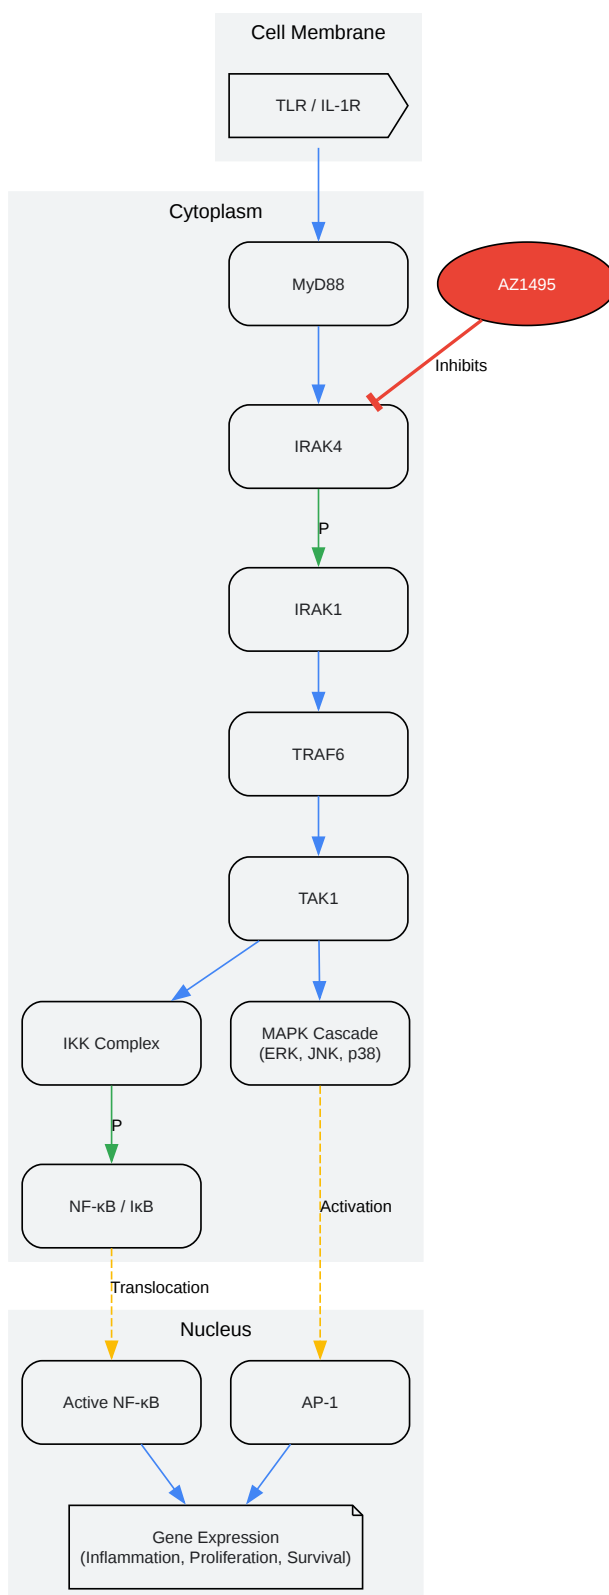 Cell Membrane
TLR / IL-1R
Cytoplasm
MyD88
AZ1495
Inhibits
IRAK4
P
IRAK1
TRAF6
TAK1
IKK Complex
MAPK Cascade
(ERK, JNK, p38)
P
NF-κB / IκB
Activation
Translocation
Nucleus
Active NF-κB
AP-1
Gene Expression
(Inflammation, Proliferation, Survival)